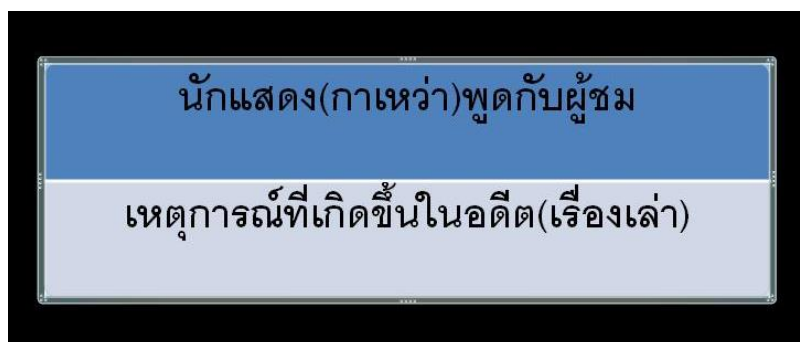 นักแสดง(กาเหว่า)พูดกับผู้ชม
เหตุการณ์ที่เกิดขึ้นในอดีต(เรื่องเล่า)